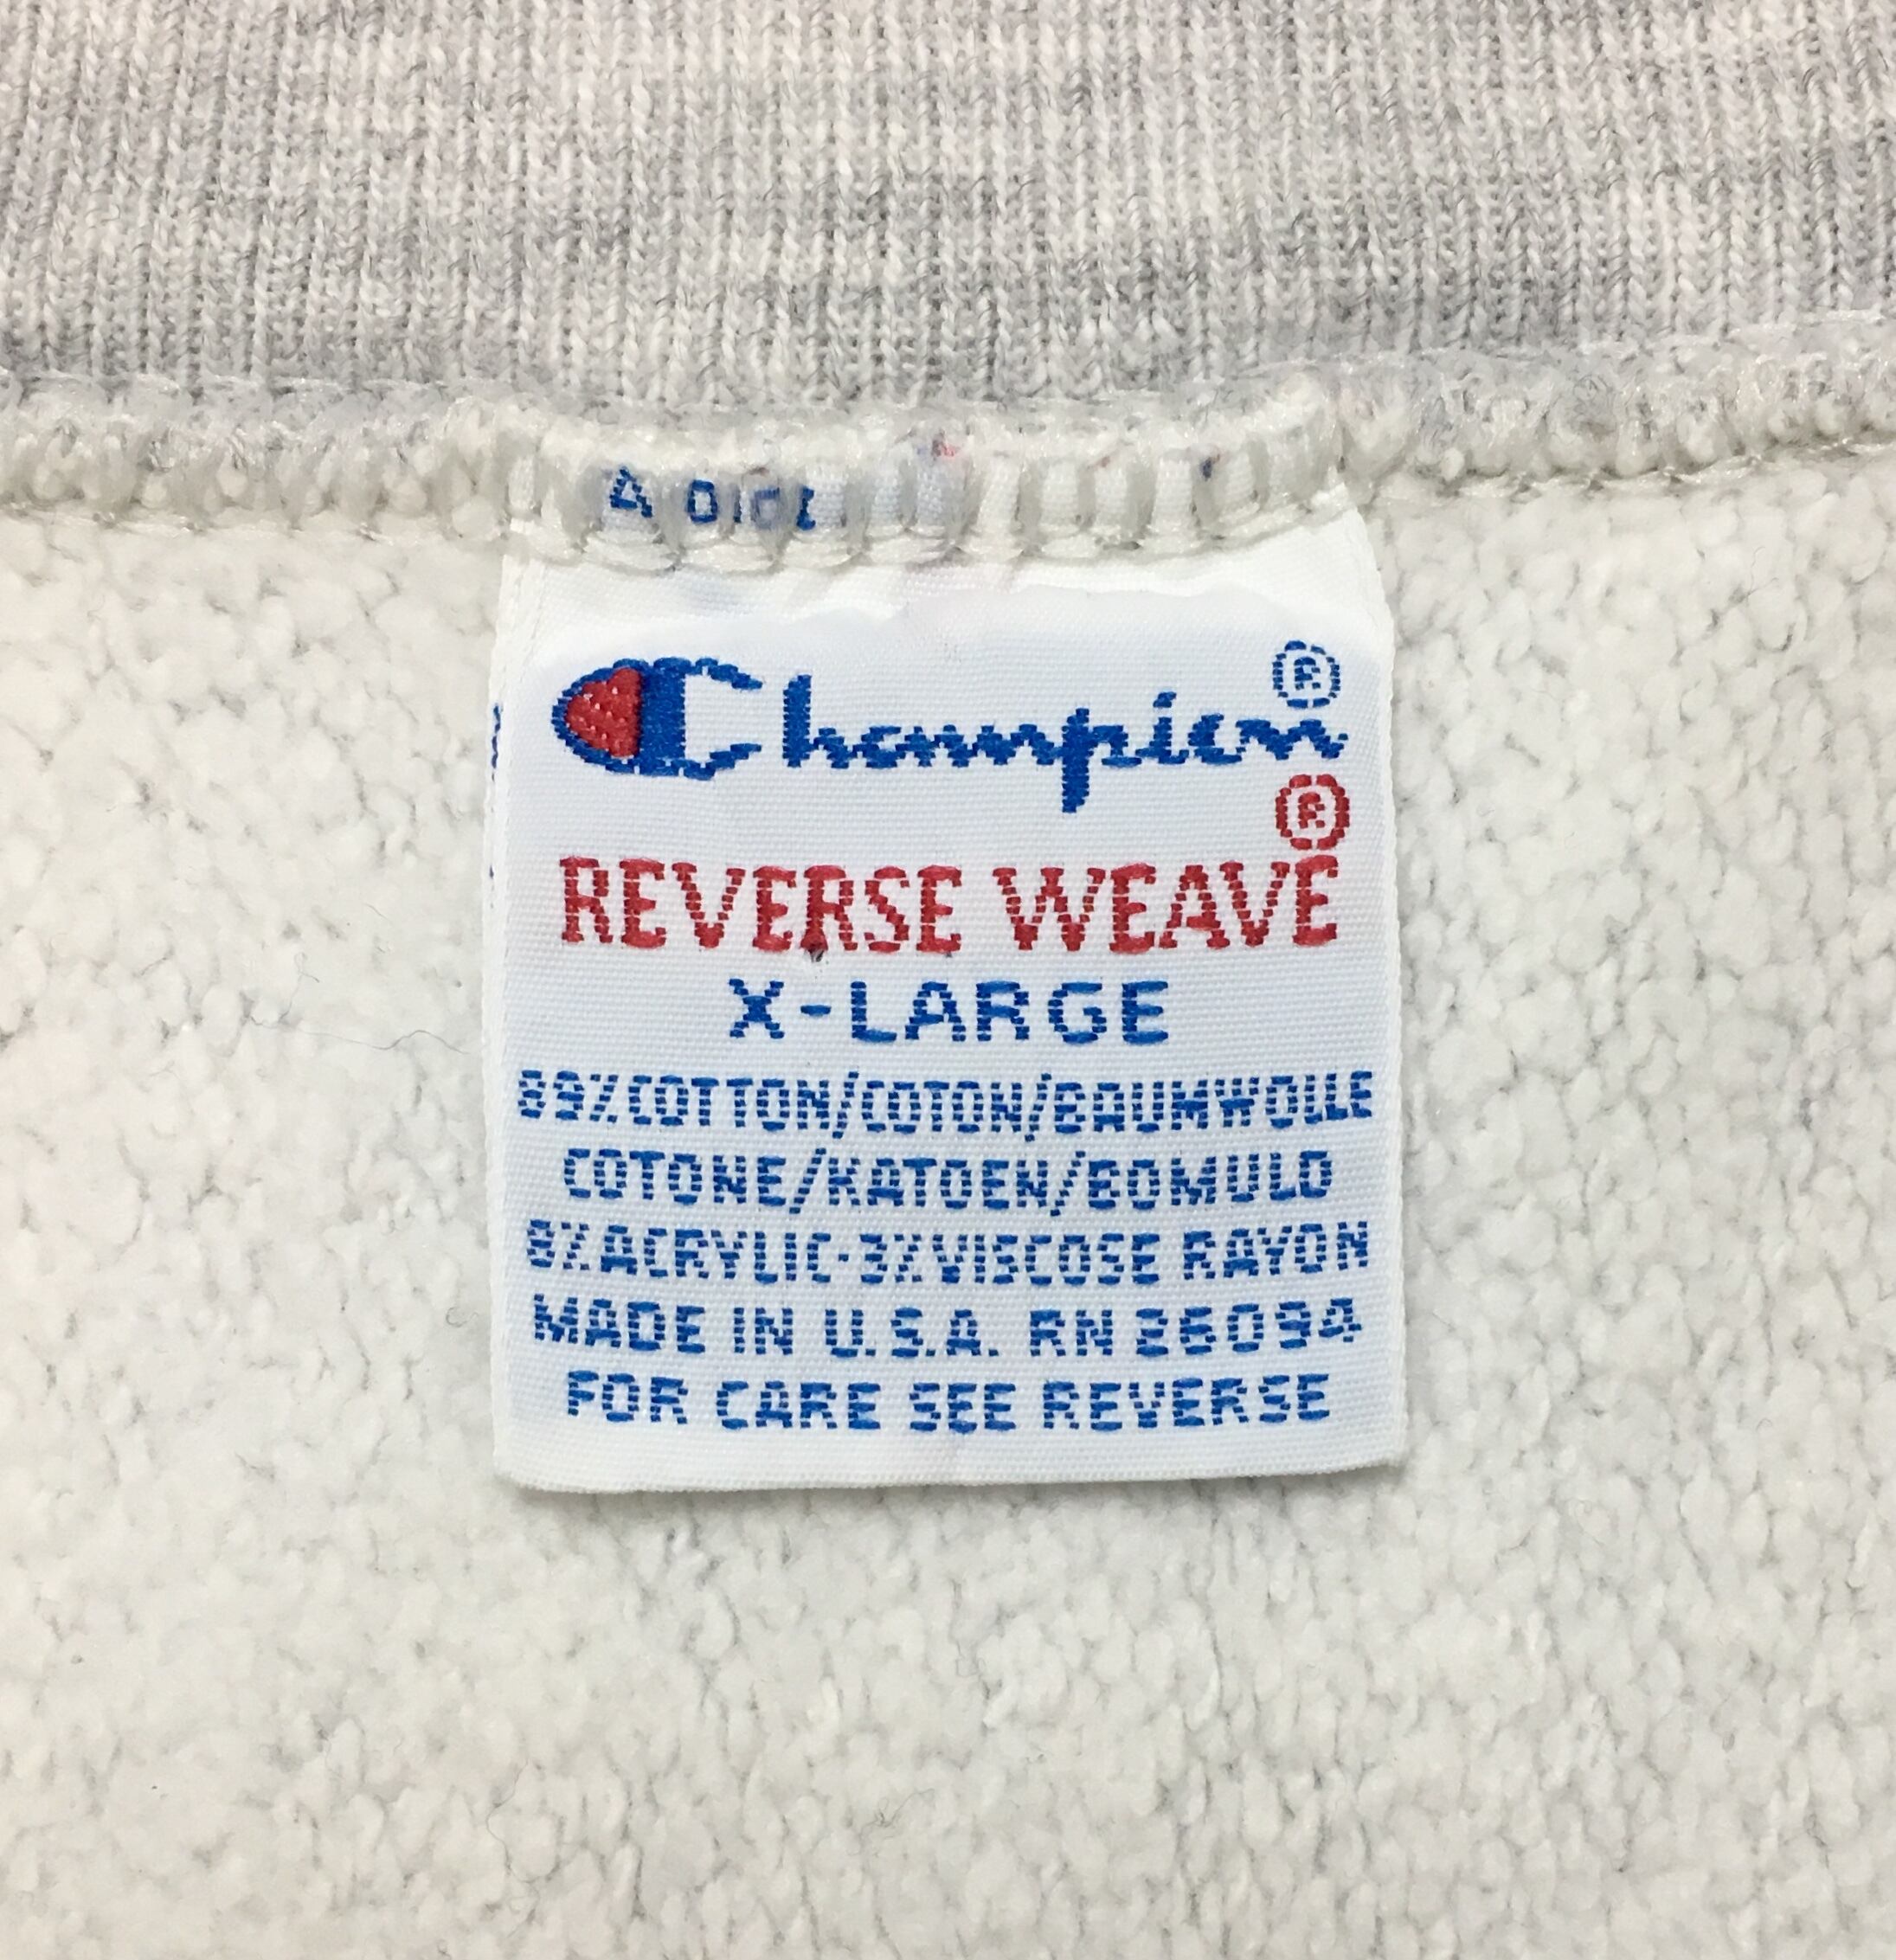 Champion®
®
REVERSE WEAVE
X-LARGE
89%COTTON/COTON/BAUMWOLLE
COTONE/KATOEN/BOMULD
8%ACRYLIC-3%VISCOSE RAYON
MADE IN U.S.A. RN 26094
FOR CARE SEE REVERSE